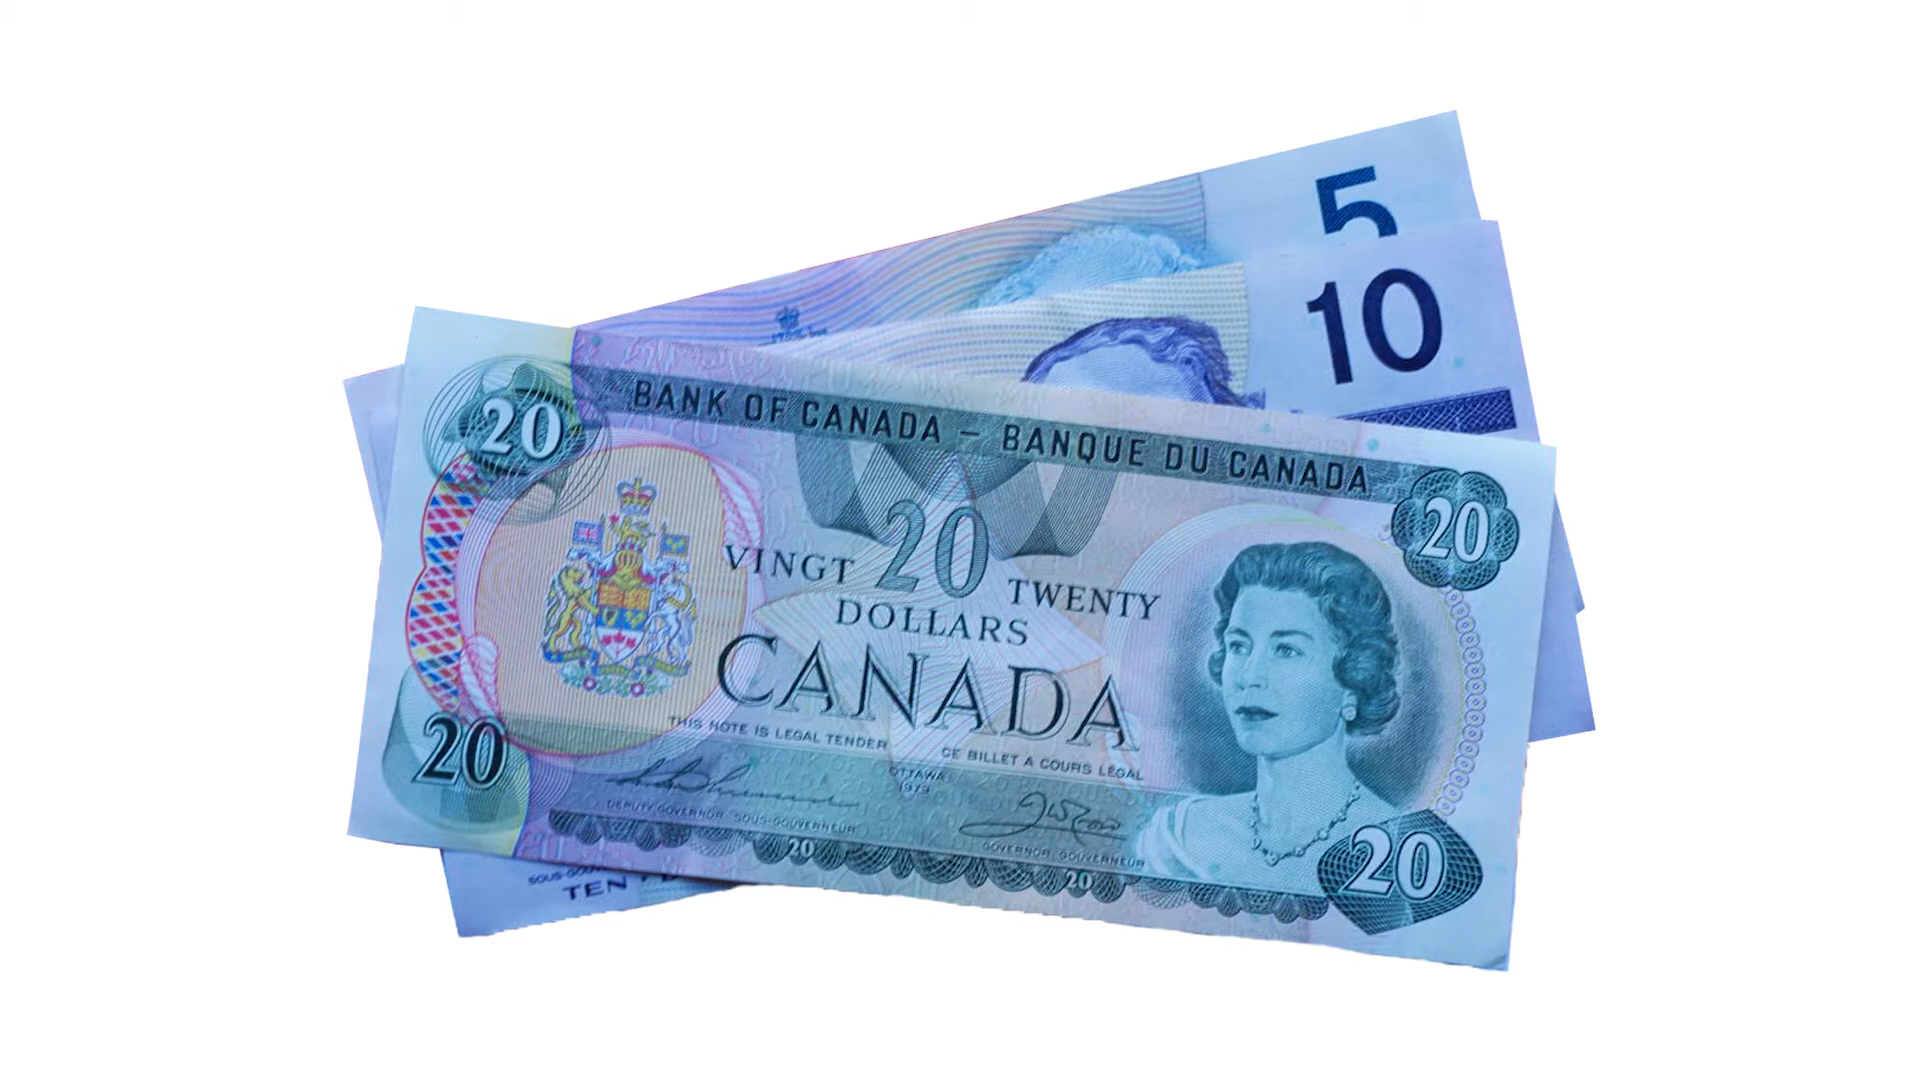 5
10
20
BANK OF CANADA – BANQUE DU CANADA
20
VINGT 20 TWENTY
DOLLARS
CANADA
THIS NOTE IS LEGAL TENDER
CE BILLET A COURS LÉGAL
OTTAWA
1979
20
DEPUTY-GOVERNOR SOUS-GOUVERNEUR
GOVERNOR GOUVERNEUR
20
20
20
TEN